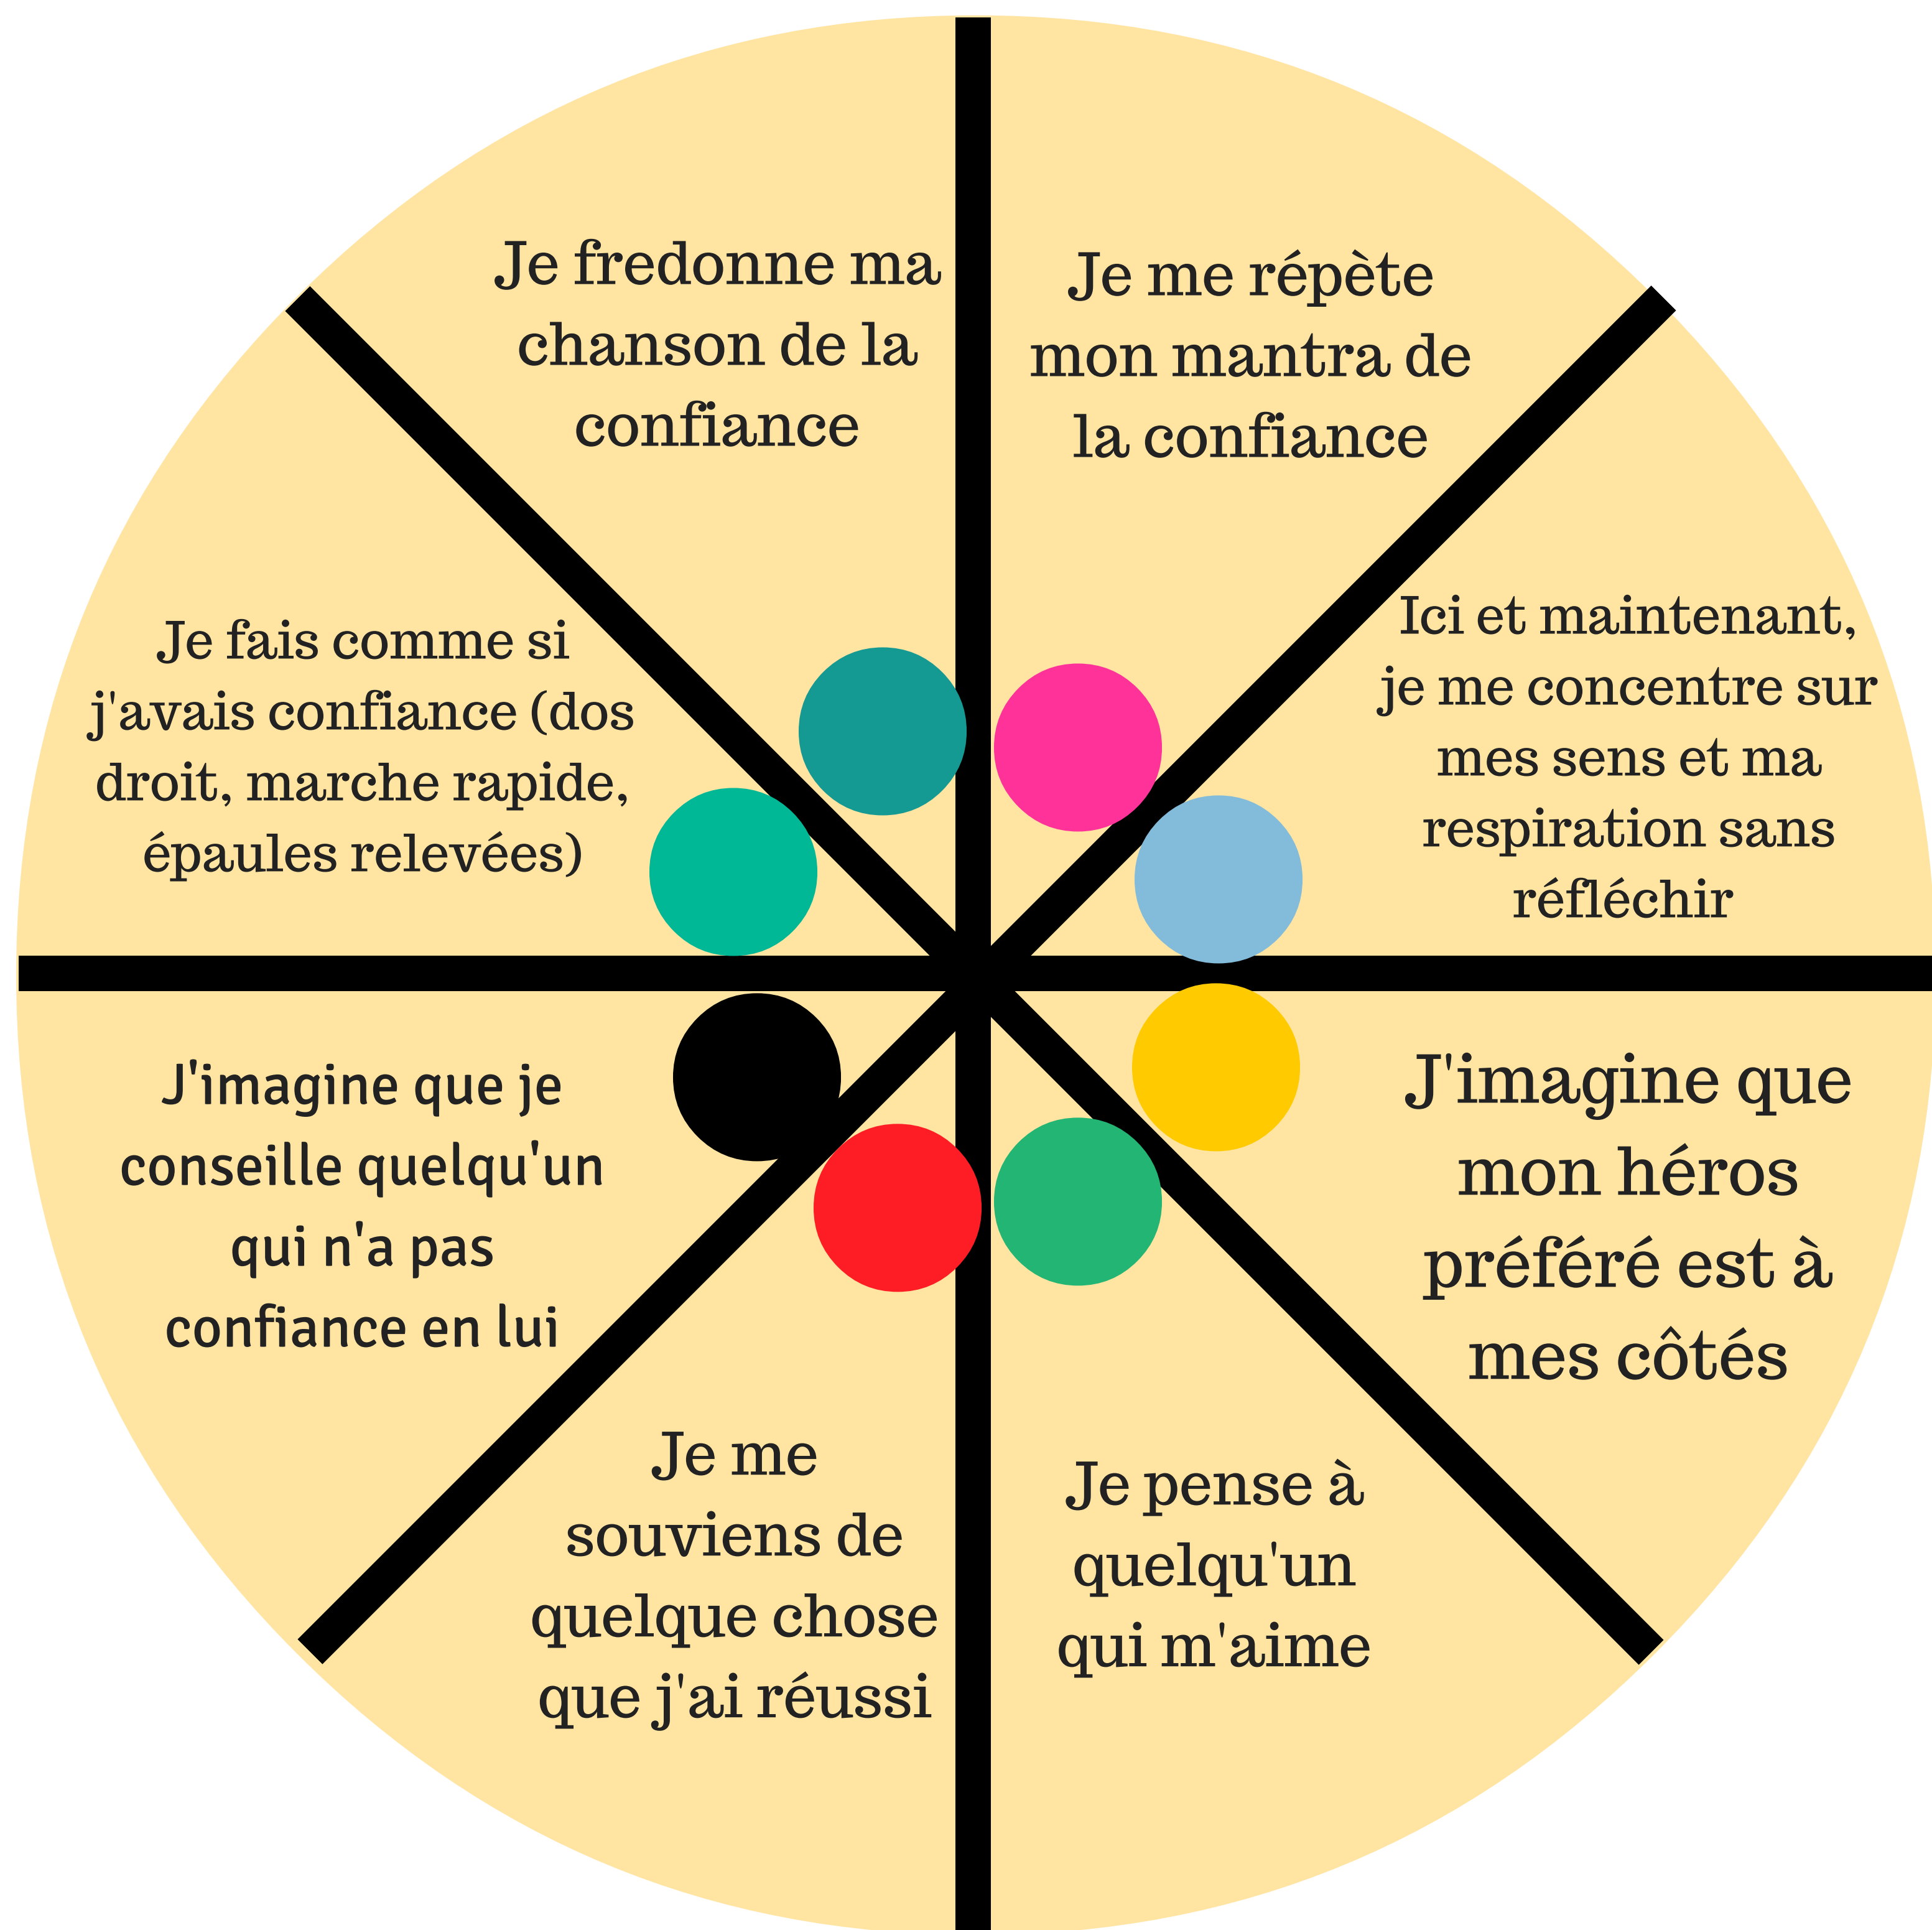 Je fredonne ma
chanson de la
confiance
Je me répète
mon mantra de
la confiance
Ici et maintenant,
je me concentre sur
mes sens et ma
respiration sans
réfléchir
J'imagine que
mon héros
préféré est à
mes côtés
Je pense à
quelqu'un
qui m'aime
Je me
souviens de
quelque chose
que j'ai réussi
J'imagine que je
conseille quelqu'un
qui n'a pas
confiance en lui
Je fais comme si
j'avais confiance (dos
droit, marche rapide,
épaules relevées)